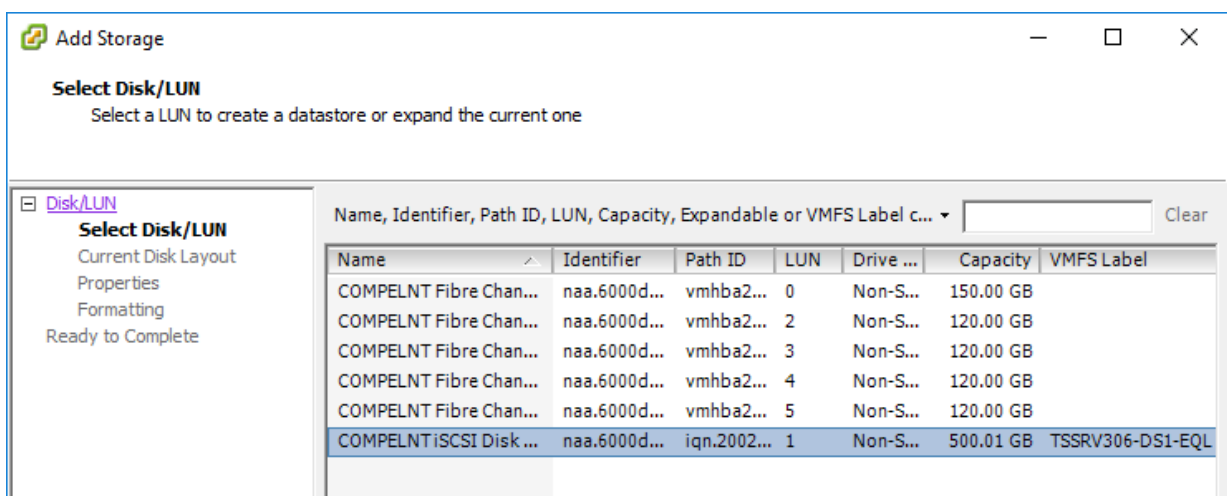 Add Storage
Select Disk/LUN
Select a LUN to create a datastore or expand the current one
Disk/LUN
Select Disk/LUN
Current Disk Layout
Properties
Formatting
Ready to Complete
Name, Identifier, Path ID, LUN, Capacity, Expandable or VMFS Label c... Clear
Name Identifier Path ID LUN Drive ... Capacity VMFS Label
COMPELNT Fibre Chan... naa.6000d... vmhba2... 0 Non-S... 150.00 GB
COMPELNT Fibre Chan... naa.6000d... vmhba2... 2 Non-S... 120.00 GB
COMPELNT Fibre Chan... naa.6000d... vmhba2... 3 Non-S... 120.00 GB
COMPELNT Fibre Chan... naa.6000d... vmhba2... 4 Non-S... 120.00 GB
COMPELNT Fibre Chan... naa.6000d... vmhba2... 5 Non-S... 120.00 GB
COMPELNT iSCSI Disk ... naa.6000d... iqn.2002... 1 Non-S... 500.01 GB TSSRV306-DS1-EQL